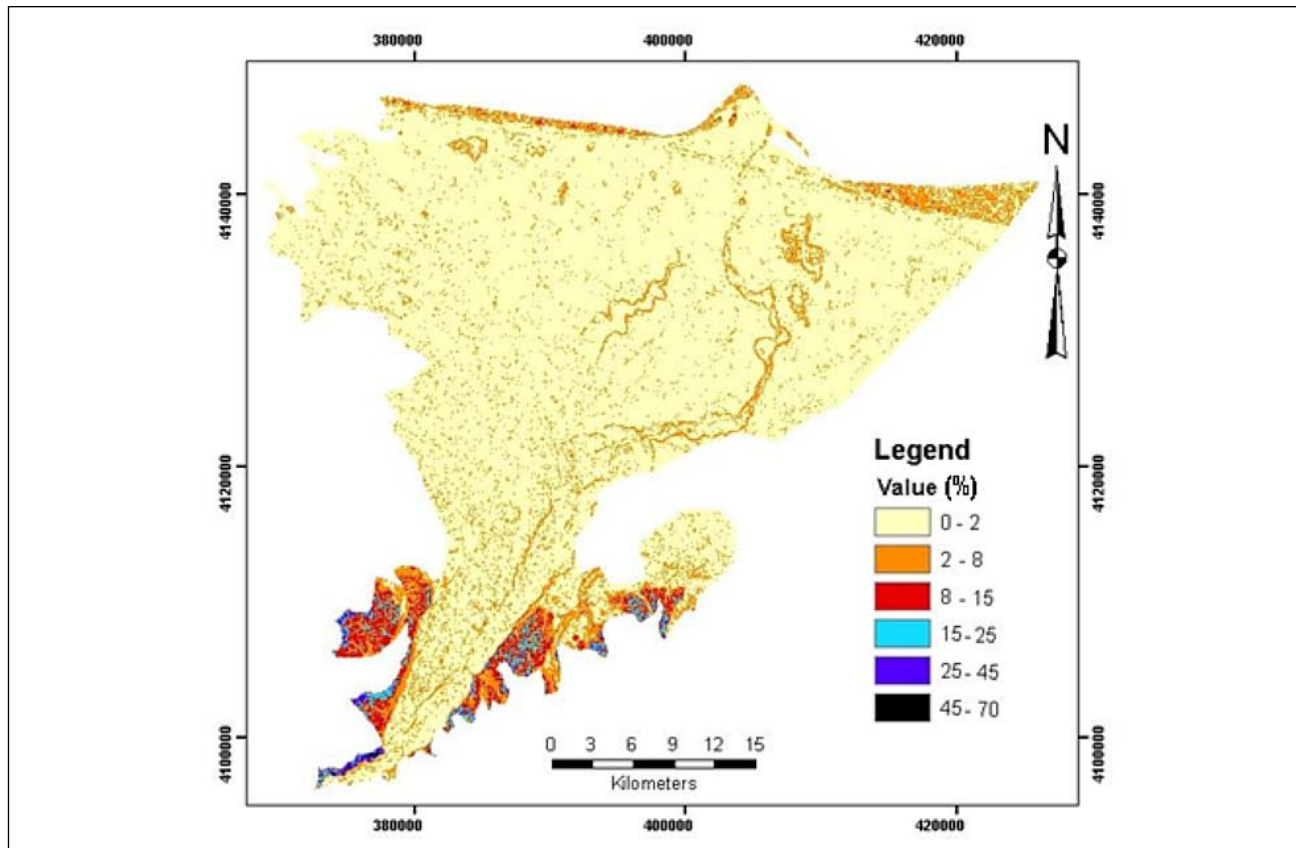 380000 400000 420000
N
4140000 4140000
4120000 4120000
4100000 4100000
Legend
Value (%)
0 - 2
2 - 8
8 - 15
15 - 25
25 - 45
45 - 70
0 3 6 9 12 15
Kilometers
380000 400000 420000